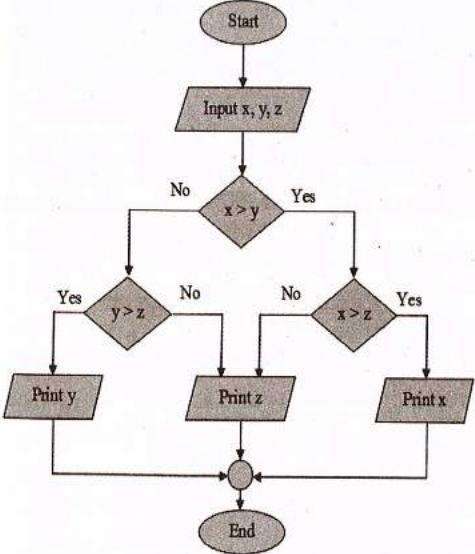 Start
Input x, y, z
No
Yes
x > y
Yes
No
No
Yes
y > z
x > z
Print y
Print z
Print x
End